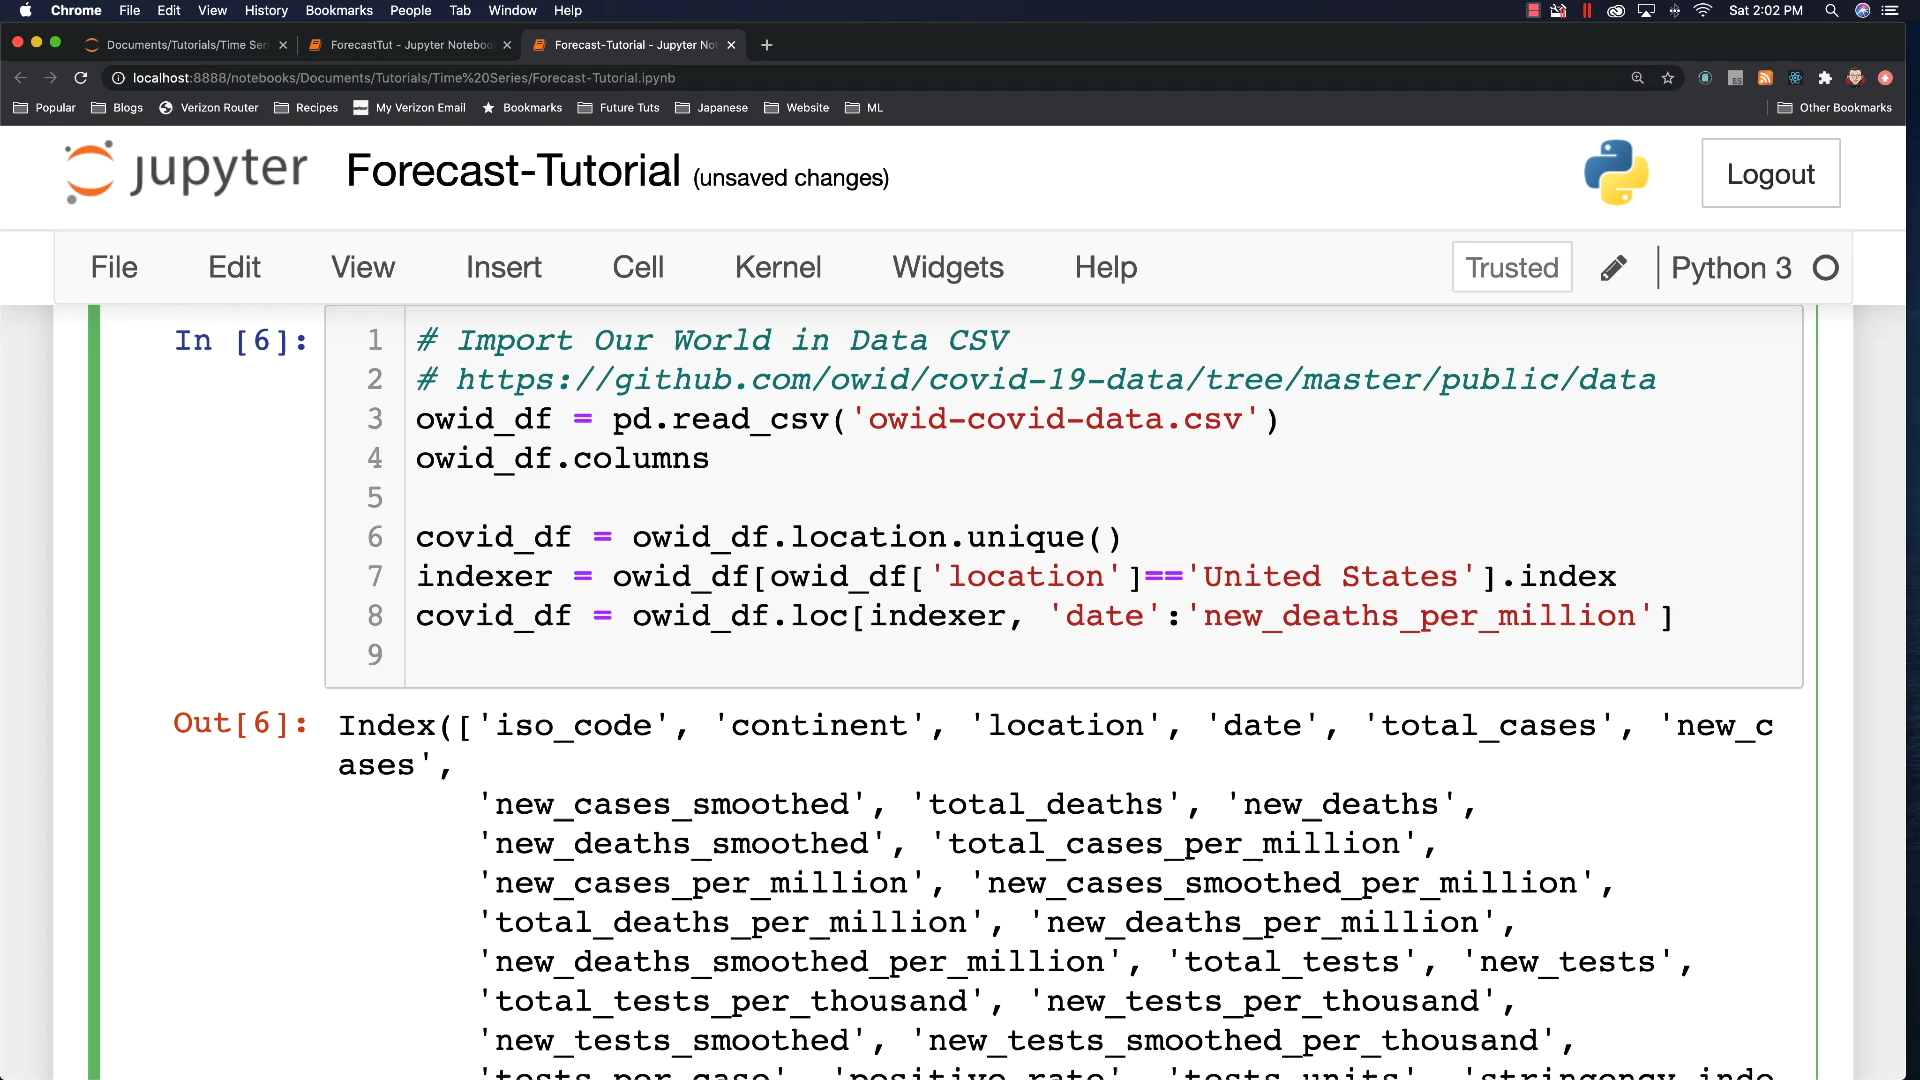 Chrome File Edit View History Bookmarks People Tab Window Help Sat 2:02 PM
Documents/Tutorials/Time Seri ForecastTut - Jupyter Noteboo Forecast-Tutorial - Jupyter Not
localhost:8888/notebooks/Documents/Tutorials/Time%20Series/Forecast-Tutorial.ipynb
Popular Blogs Verizon Router Recipes My Verizon Email Bookmarks Future Tuts Japanese Website ML Other Bookmarks
jupyter Forecast-Tutorial (unsaved changes) Logout
File Edit View Insert Cell Kernel Widgets Help Trusted Python 3
In [6]: 1 # Import Our World in Data CSV
2 # https://github.com/owid/covid-19-data/tree/master/public/data
3 owid_df = pd.read_csv('owid-covid-data.csv')
4 owid_df.columns
5
6 covid_df = owid_df.location.unique()
7 indexer = owid_df[owid_df['location']=='United States'].index
8 covid_df = owid_df.loc[indexer, 'date':'new_deaths_per_million']
9
Out[6]: Index(['iso_code', 'continent', 'location', 'date', 'total_cases', 'new_c
ases',
'new_cases_smoothed', 'total_deaths', 'new_deaths',
'new_deaths_smoothed', 'total_cases_per_million',
'new_cases_per_million', 'new_cases_smoothed_per_million',
'total_deaths_per_million', 'new_deaths_per_million',
'new_deaths_smoothed_per_million', 'total_tests', 'new_tests',
'total_tests_per_thousand', 'new_tests_per_thousand',
'new_tests_smoothed', 'new_tests_smoothed_per_thousand',
'tests_per_case', 'positive_rate', 'tests_units', 'stringency_inde